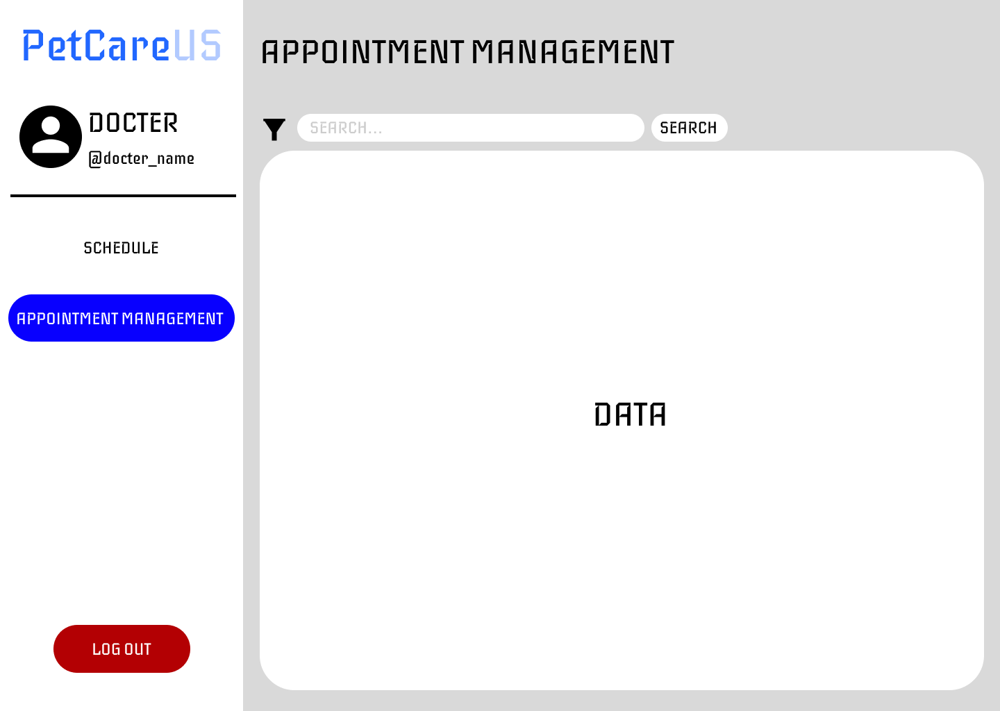 PetCareUS
DOCTER
@docter_name
SCHEDULE
APPOINTMENT MANAGEMENT
LOG OUT
APPOINTMENT MANAGEMENT
SEARCH...
SEARCH
DATA